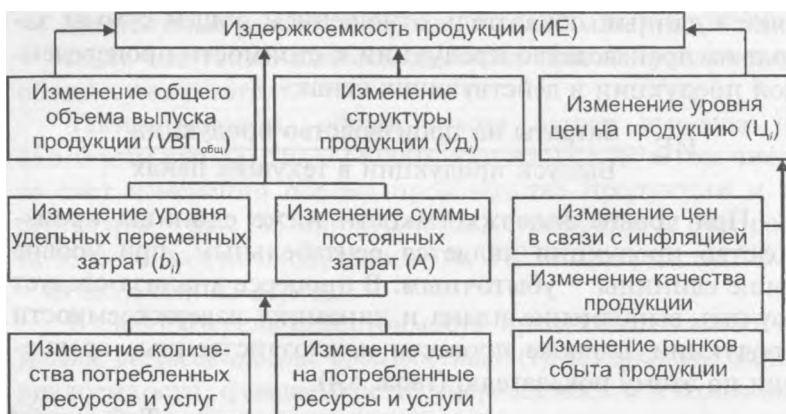 Издержкоемкость продукции (ИЕ)
Изменение общего
объема выпуска
продукции (VВП общ)
Изменение
структуры
продукции (Удᵢ)
Изменение уровня
цен на продукцию (Цᵢ)
Изменение уровня
удельных переменных
затрат (bᵢ)
Изменение суммы
постоянных
затрат (А)
Изменение цен
в связи с инфляцией
Изменение качества
продукции
Изменение рынков
сбыта продукции
Изменение количе-
ства потребленных
ресурсов и услуг
Изменение цен
на потребленные
ресурсы и услуги